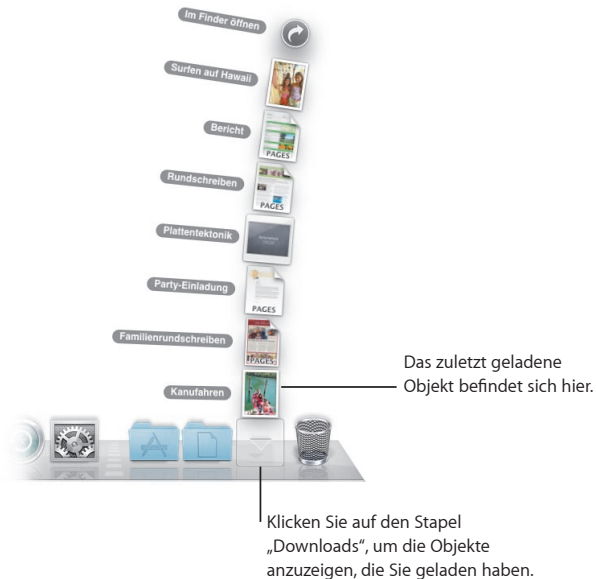 Im Finder öffnen
Surfen auf Hawaii
Bericht
PAGES
Rundschreiben
PAGES
Plattentektonik
Party-Einladung
PAGES
Familienrundschreiben
PAGES
Kanufahren
Das zuletzt geladene
Objekt befindet sich hier.
Klicken Sie auf den Stapel
„Downloads“, um die Objekte
anzuzeigen, die Sie geladen haben.